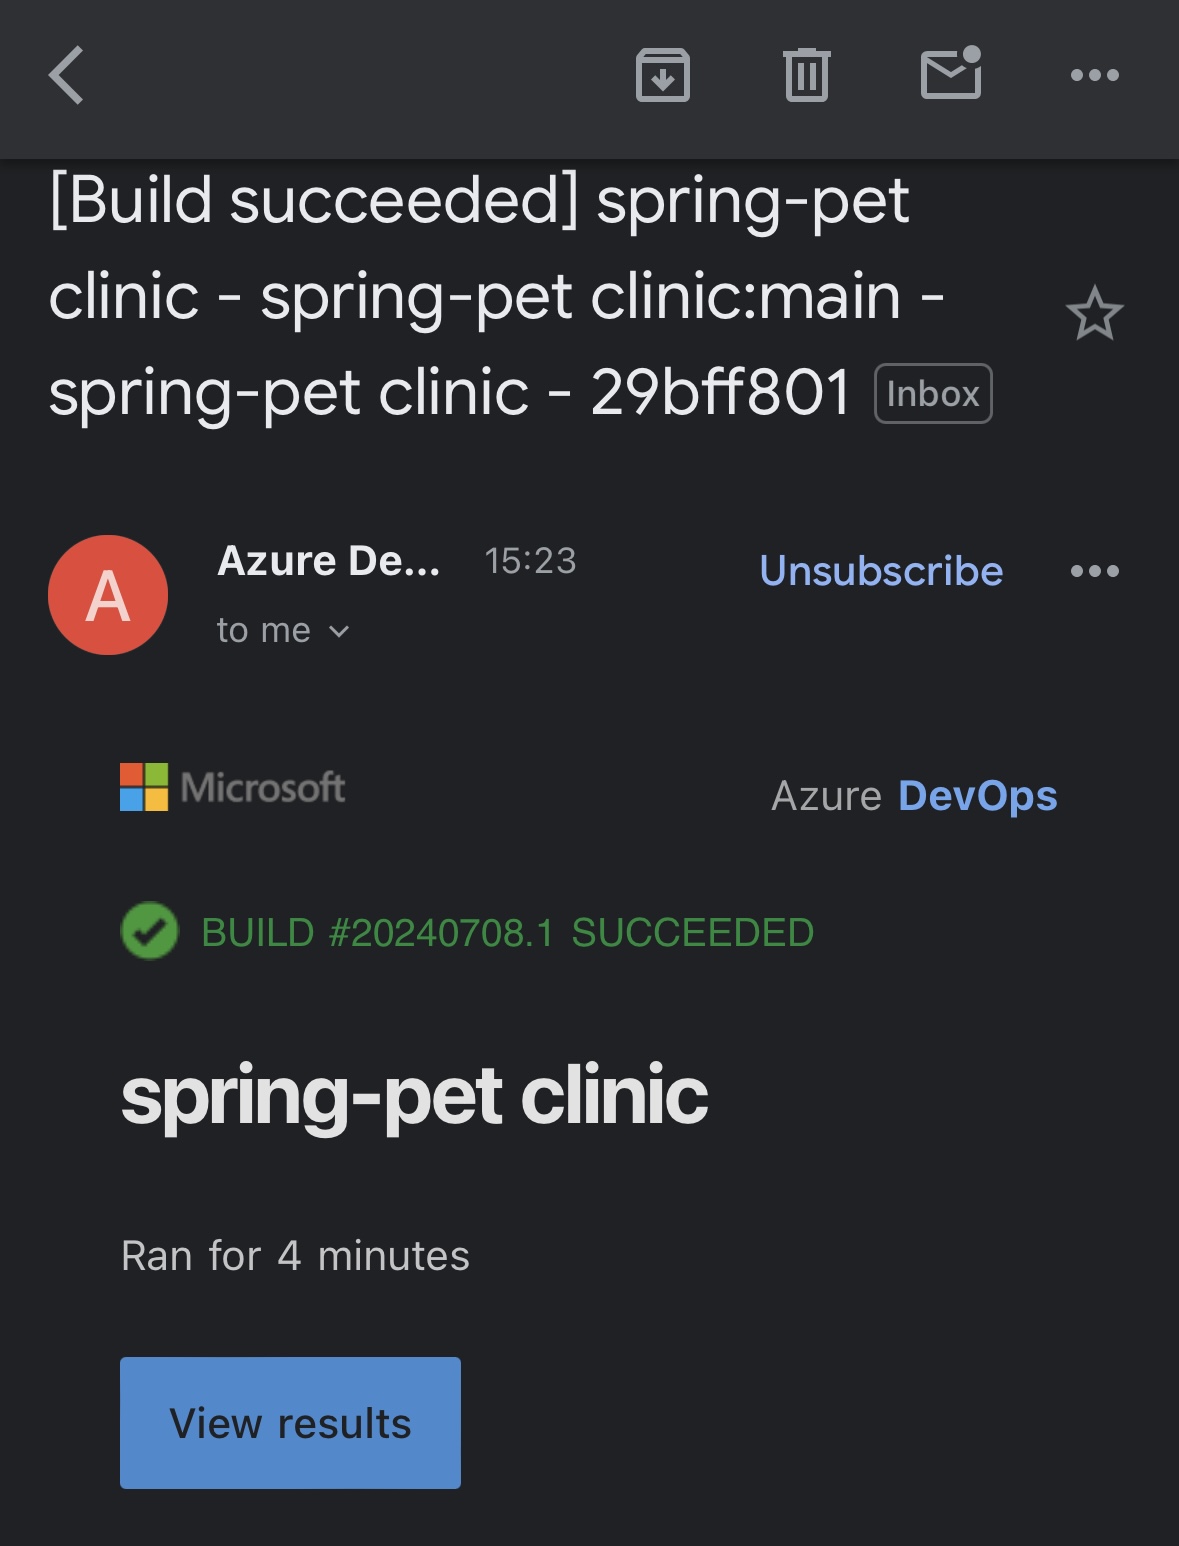 [Build succeeded] spring-pet
clinic - spring-pet clinic:main -
spring-pet clinic - 29bff801 Inbox
A
Azure De... 15:23
Unsubscribe
to me
Microsoft
Azure DevOps
BUILD #20240708.1 SUCCEEDED
spring-pet clinic
Ran for 4 minutes
View results